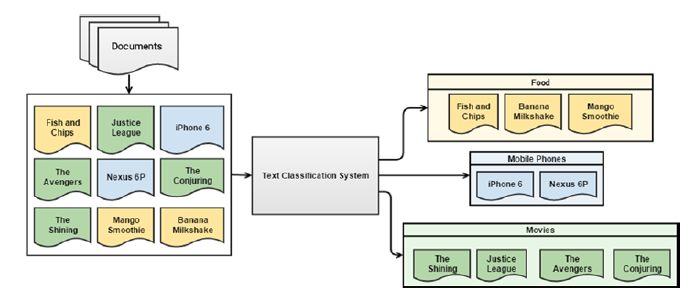 Documents
Fish and
Chips
Justice
League
iPhone 6
The
Avengers
Nexus 6P
The
Conjuring
The
Shining
Mango
Smoothie
Banana
Milkshake
Text Classification System
Food
Fish and
Chips
Banana
Milkshake
Mango
Smoothie
Mobile Phones
iPhone 6
Nexus 6P
Movies
The
Shining
Justice
League
The
Avengers
The
Conjuring